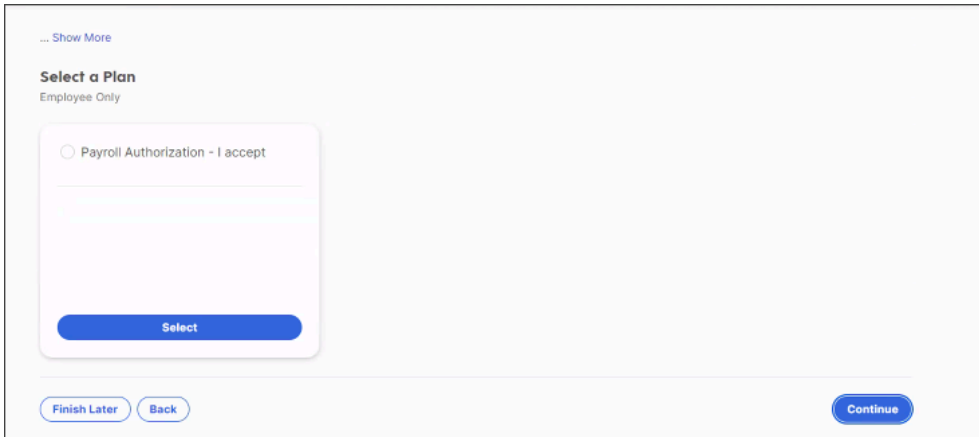 ... Show More
Select a Plan
Employee Only
Payroll Authorization - I accept
Select
Finish Later
Back
Continue